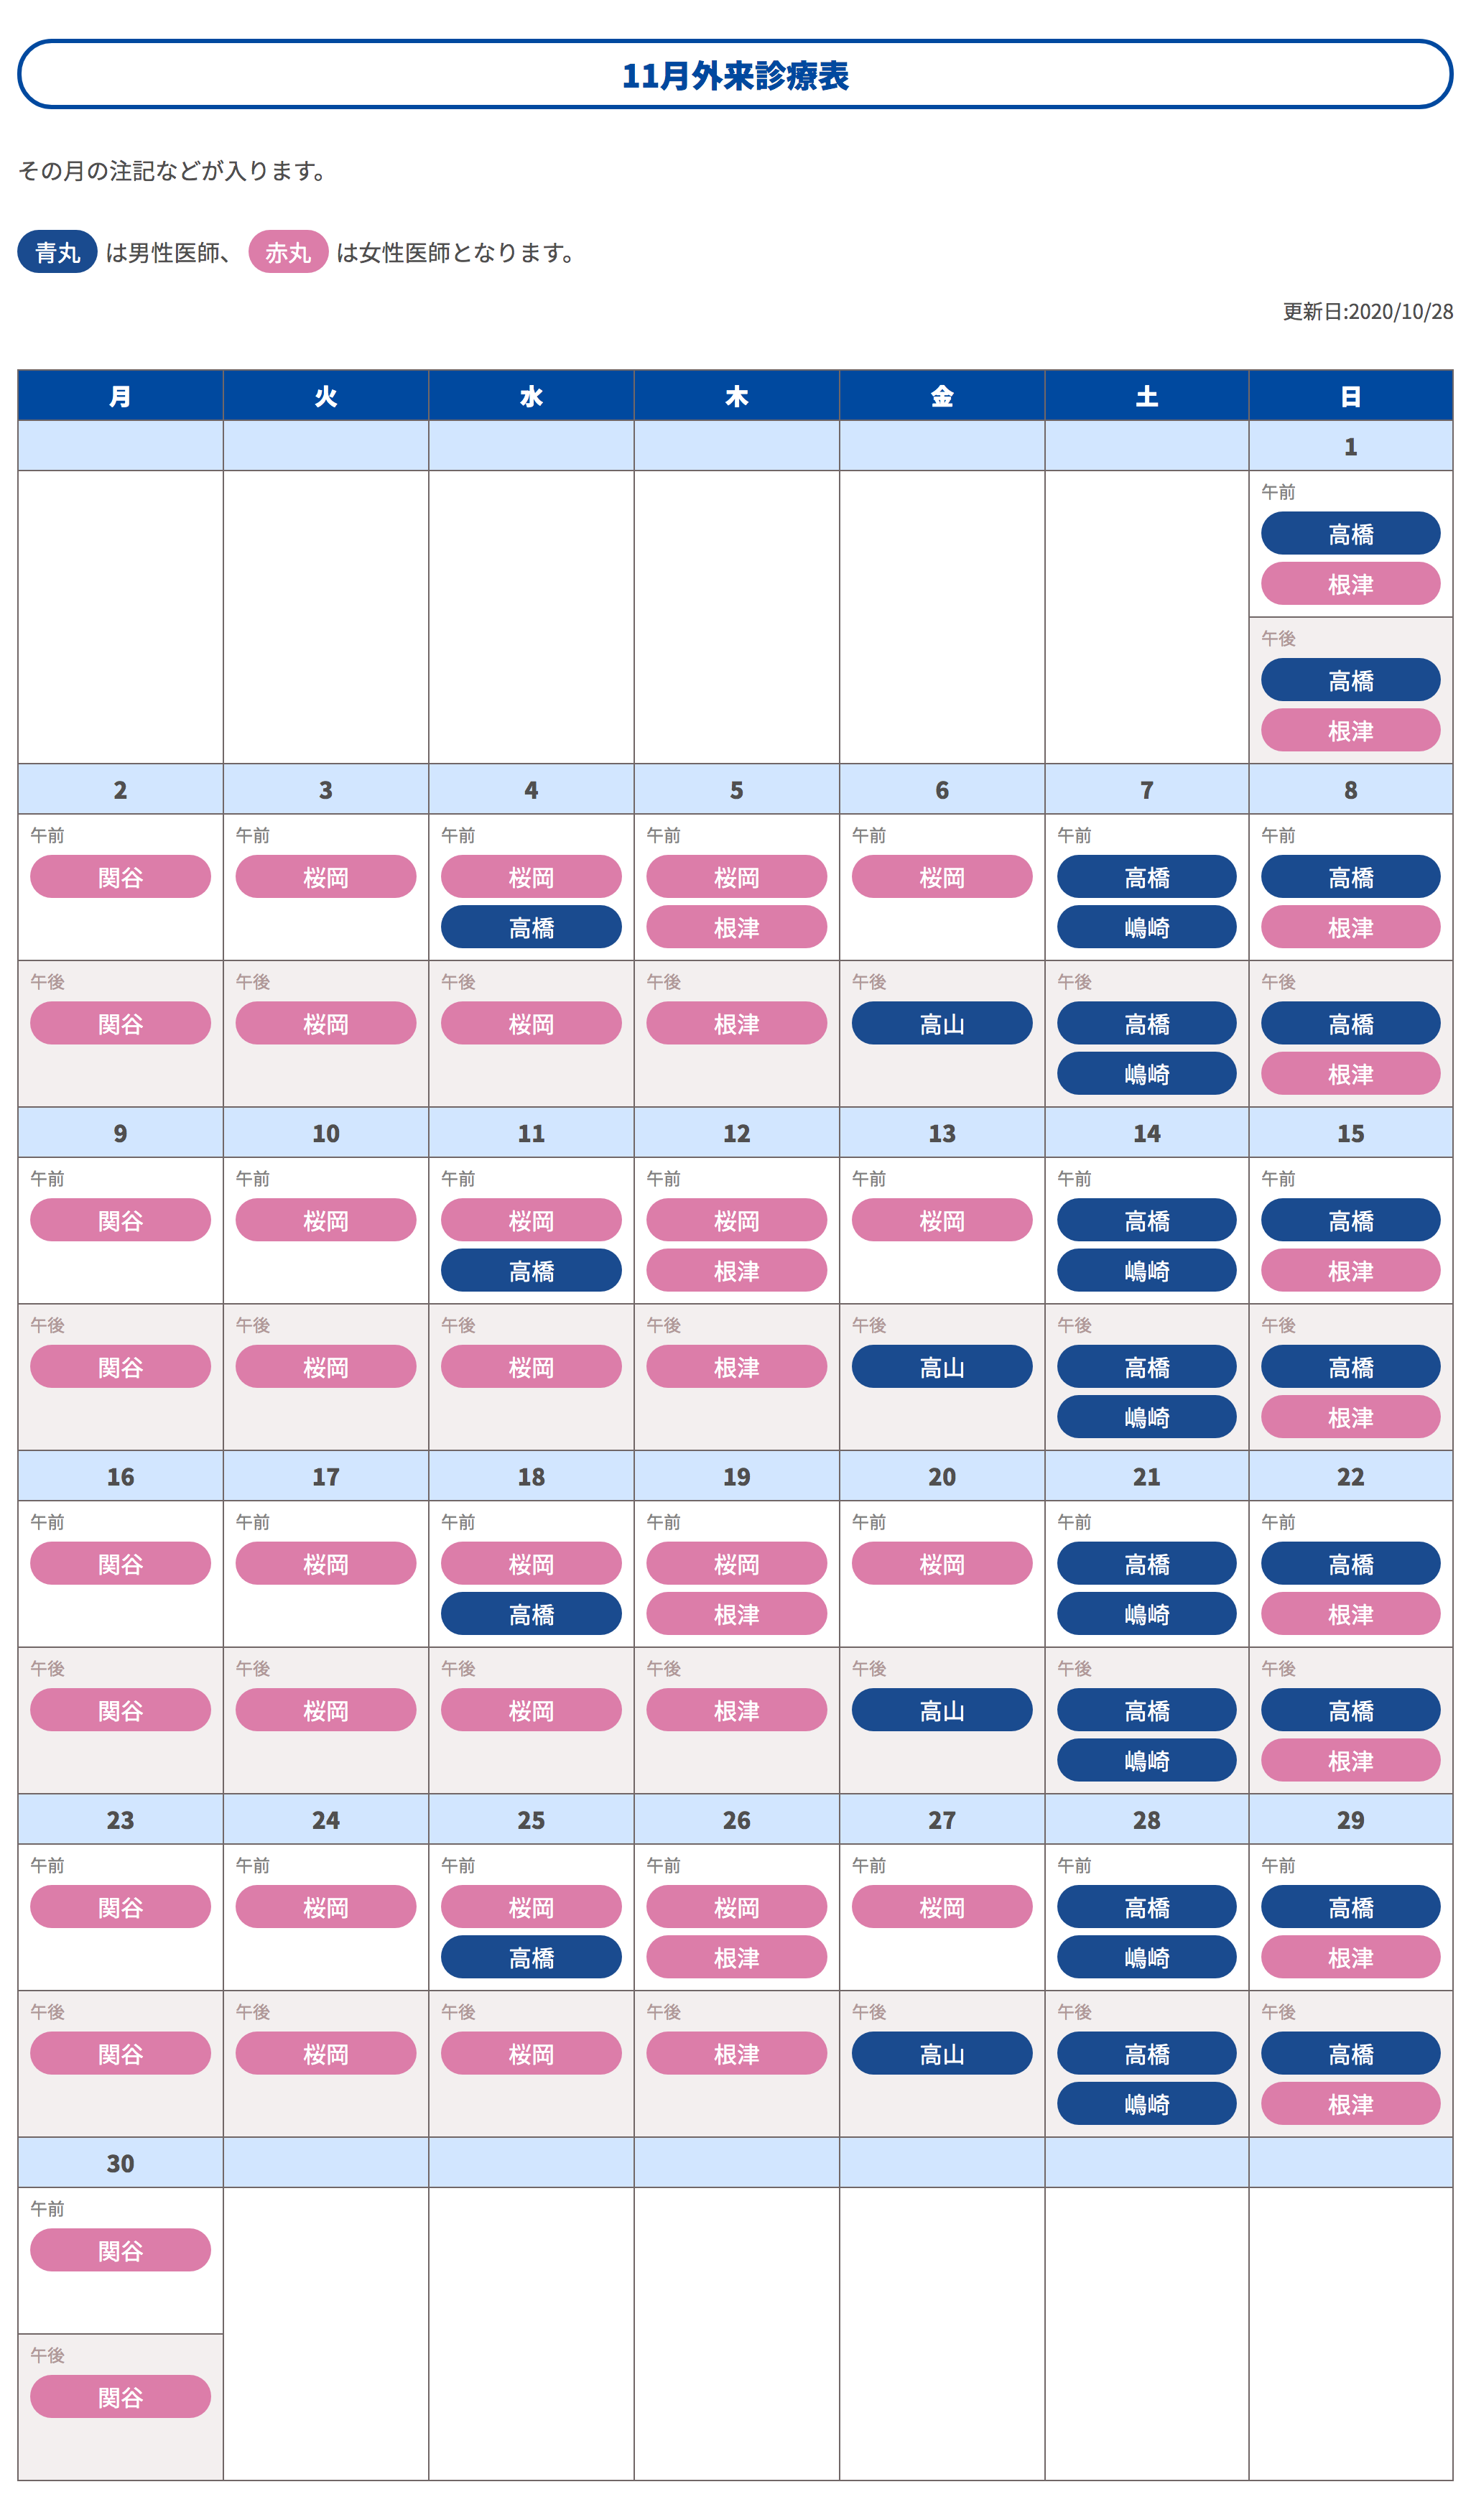 11月外来診療表
その月の注記などが入ります。
青丸 は男性医師、 赤丸 は女性医師となります。
更新日:2020/10/28
月 火 水 木 金 土 日
1
午前
高橋
根津
午後
高橋
根津
2 3 4 5 6 7 8
午前 午前 午前 午前 午前 午前 午前
関谷 桜岡 桜岡 桜岡 桜岡 高橋 高橋
高橋 根津 嶋崎 根津
午後 午後 午後 午後 午後 午後 午後
関谷 桜岡 桜岡 根津 高山 高橋 高橋
嶋崎 根津
9 10 11 12 13 14 15
午前 午前 午前 午前 午前 午前 午前
関谷 桜岡 桜岡 桜岡 桜岡 高橋 高橋
高橋 根津 嶋崎 根津
午後 午後 午後 午後 午後 午後 午後
関谷 桜岡 桜岡 根津 高山 高橋 高橋
嶋崎 根津
16 17 18 19 20 21 22
午前 午前 午前 午前 午前 午前 午前
関谷 桜岡 桜岡 桜岡 桜岡 高橋 高橋
高橋 根津 嶋崎 根津
午後 午後 午後 午後 午後 午後 午後
関谷 桜岡 桜岡 根津 高山 高橋 高橋
嶋崎 根津
23 24 25 26 27 28 29
午前 午前 午前 午前 午前 午前 午前
関谷 桜岡 桜岡 桜岡 桜岡 高橋 高橋
高橋 根津 嶋崎 根津
午後 午後 午後 午後 午後 午後 午後
関谷 桜岡 桜岡 根津 高山 高橋 高橋
嶋崎 根津
30
午前
関谷
午後
関谷